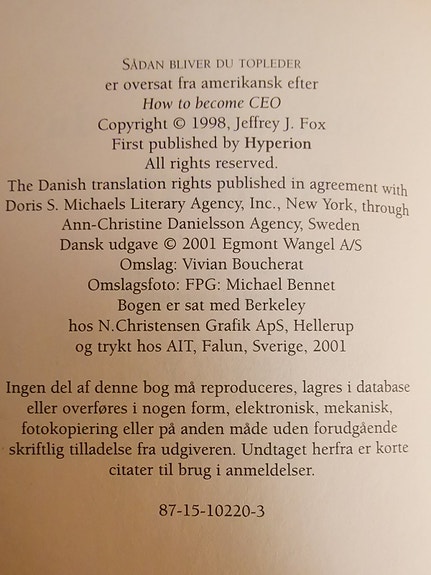 SÅDAN BLIVER DU TOPLEDER
er oversat fra amerikansk efter
How to become CEO
Copyright © 1998, Jeffrey J. Fox
First published by Hyperion
All rights reserved.
The Danish translation rights published in agreement with
Doris S. Michaels Literary Agency, Inc., New York, through
Ann-Christine Danielsson Agency, Sweden
Dansk udgave © 2001 Egmont Wangel A/S
Omslag: Vivian Boucherat
Omslagsfoto: FPG: Michael Bennet
Bogen er sat med Berkeley
hos N.Christensen Grafik ApS, Hellerup
og trykt hos AIT, Falun, Sverige, 2001
Ingen del af denne bog må reproduceres, lagres i database
eller overføres i nogen form, elektronisk, mekanisk,
fotokopiering eller på anden måde uden forudgående
skriftlig tilladelse fra udgiveren. Undtaget herfra er korte
citater til brug i anmeldelser.
87-15-10220-3